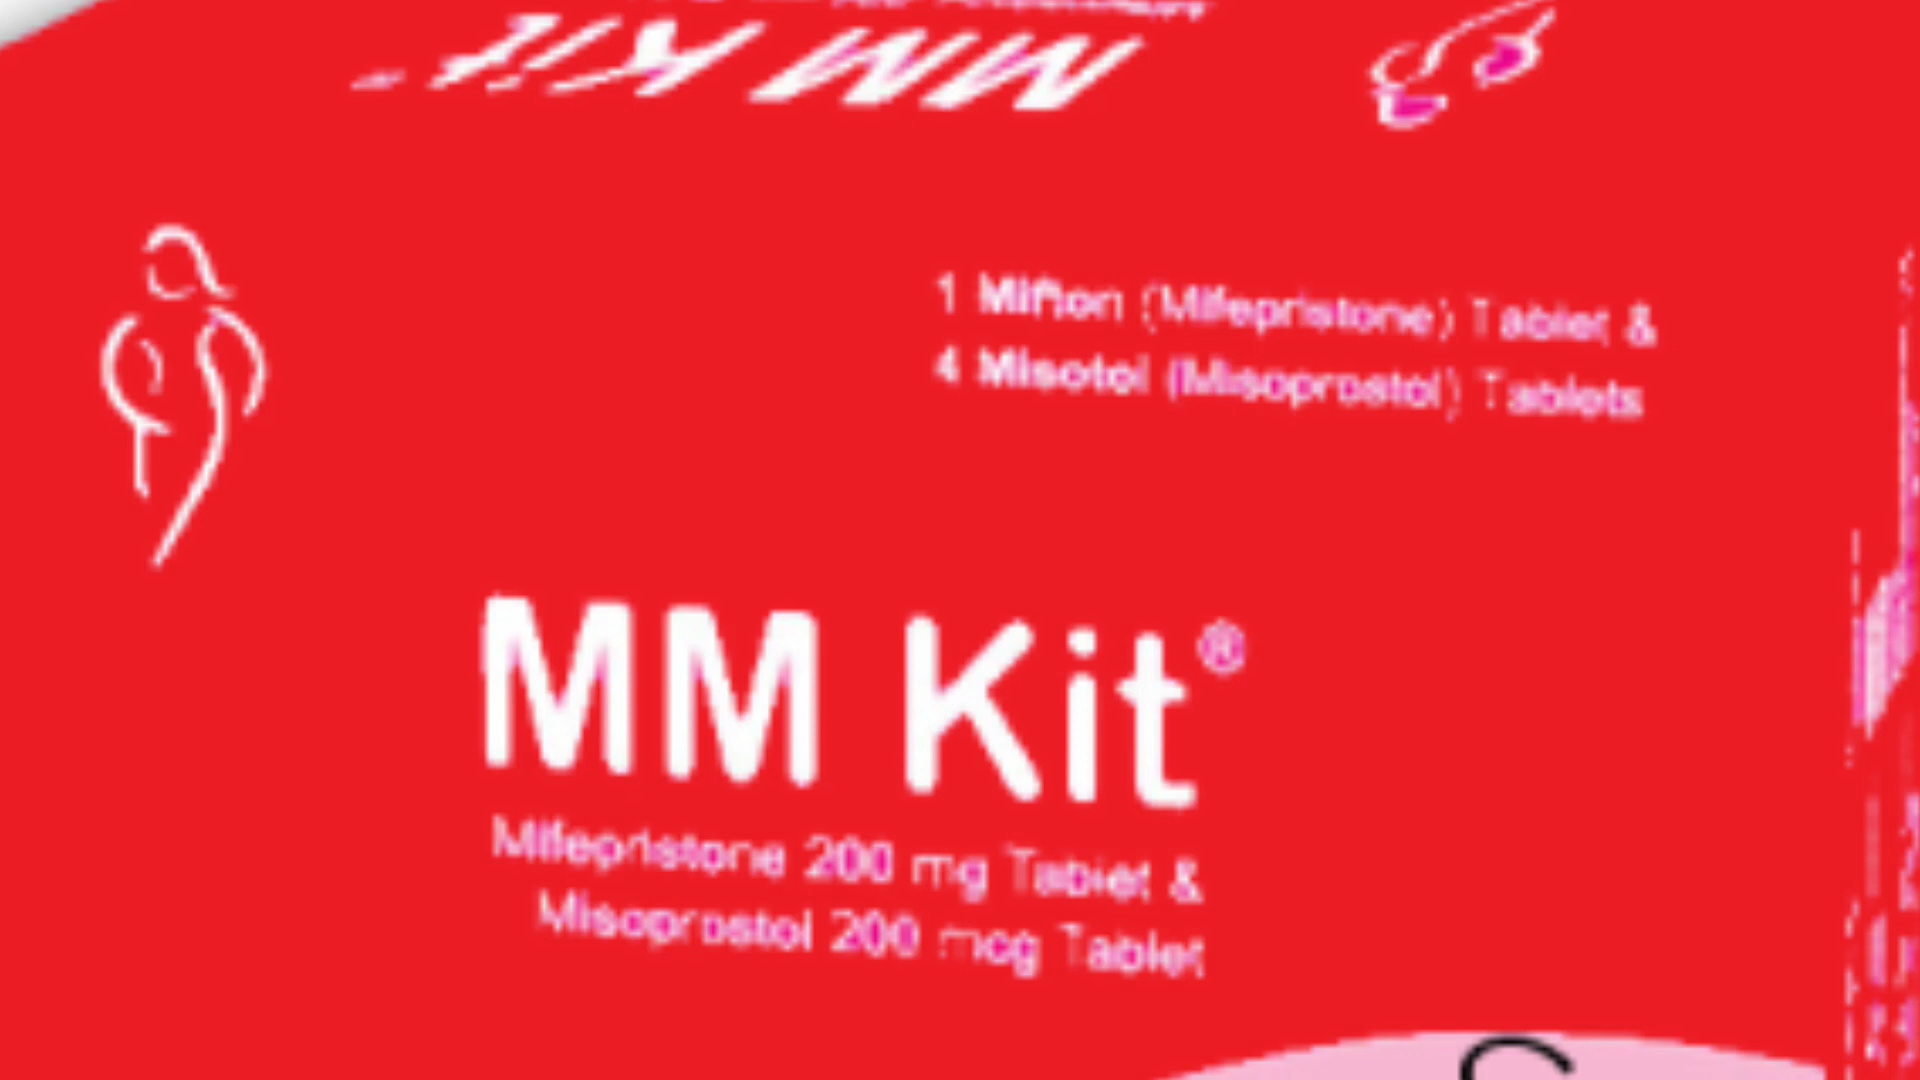 MM Kit
1 Mifton (Mifepristone) Tablet &
4 Misotol (Misoprostol) Tablets
MM Kit®
Mifepristone 200 mg Tablet &
Misoprostol 200 mcg Tablet